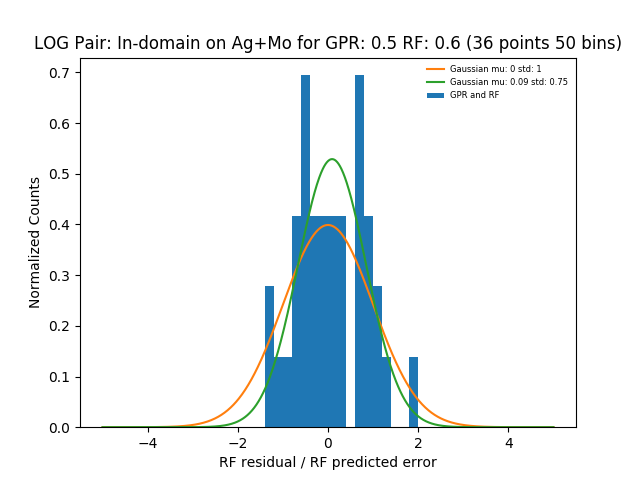 LOG Pair: In-domain on Ag+Mo for GPR: 0.5 RF: 0.6 (36 points 50 bins)
Gaussian mu: 0 std: 1
Gaussian mu: 0.09 std: 0.75
GPR and RF
Normalized Counts
0.7
0.6
0.5
0.4
0.3
0.2
0.1
0.0
−4 −2 0 2 4
RF residual / RF predicted error